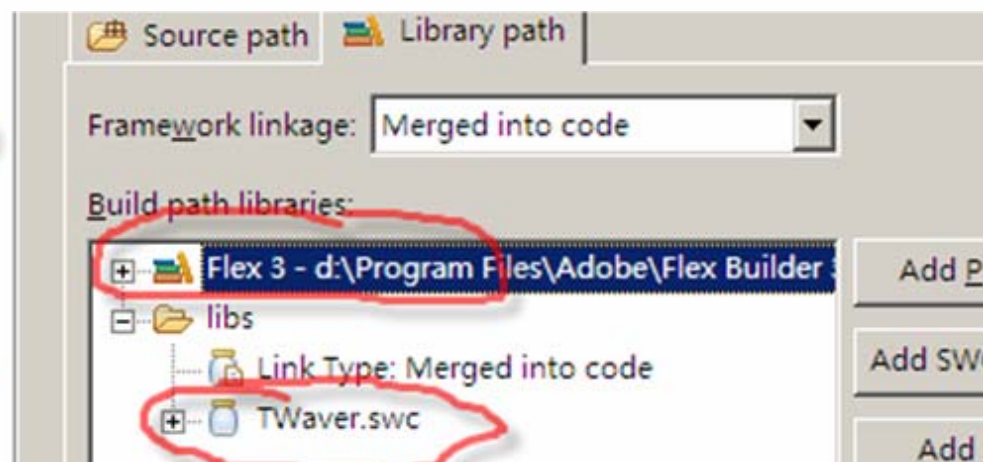 Source path Library path
Framework linkage: Merged into code
Build path libraries:
Flex 3 - d:\Program Files\Adobe\Flex Builder
Add P
libs
Link Type: Merged into code
Add SW
TWaver.swc
Add